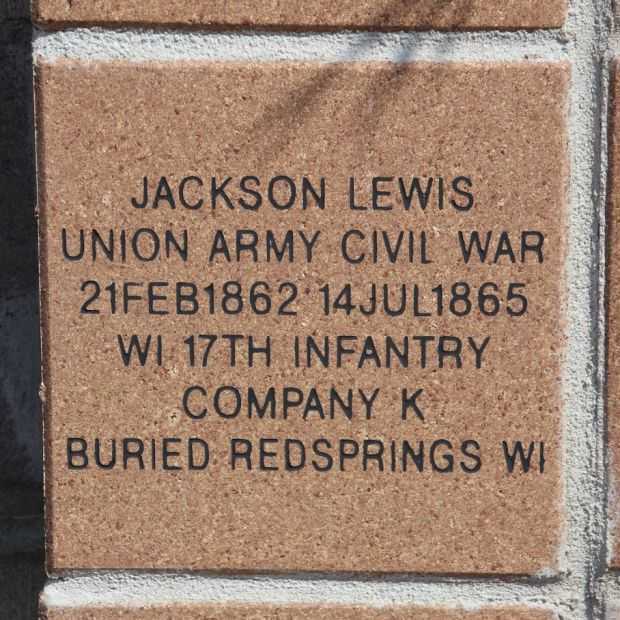 JACKSON LEWIS
UNION ARMY CIVIL WAR
21FEB1862 14JUL1865
WI 17TH INFANTRY
COMPANY K
BURIED REDSPRINGS WI